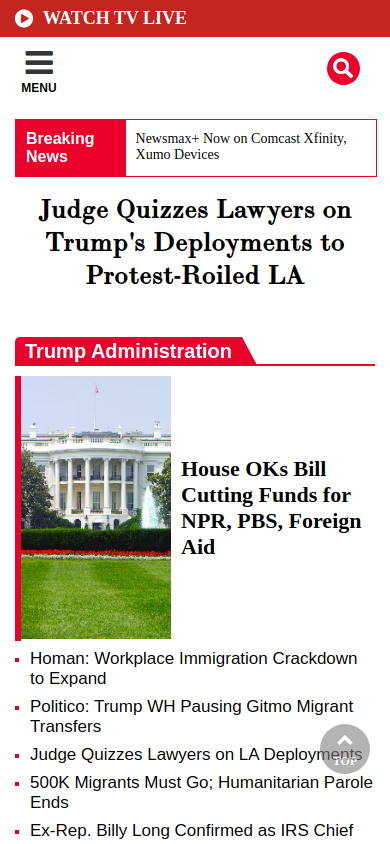 WATCH TV LIVE
MENU
Breaking
News
Newsmax+ Now on Comcast Xfinity,
Xumo Devices
Judge Quizzes Lawyers on
Trump's Deployments to
Protest-Roiled LA
Trump Administration
House OKs Bill
Cutting Funds for
NPR, PBS, Foreign
Aid
Homan: Workplace Immigration Crackdown
to Expand
Politico: Trump WH Pausing Gitmo Migrant
Transfers
Judge Quizzes Lawyers on LA Deployments
TOP
500K Migrants Must Go; Humanitarian Parole
Ends
Ex-Rep. Billy Long Confirmed as IRS Chief